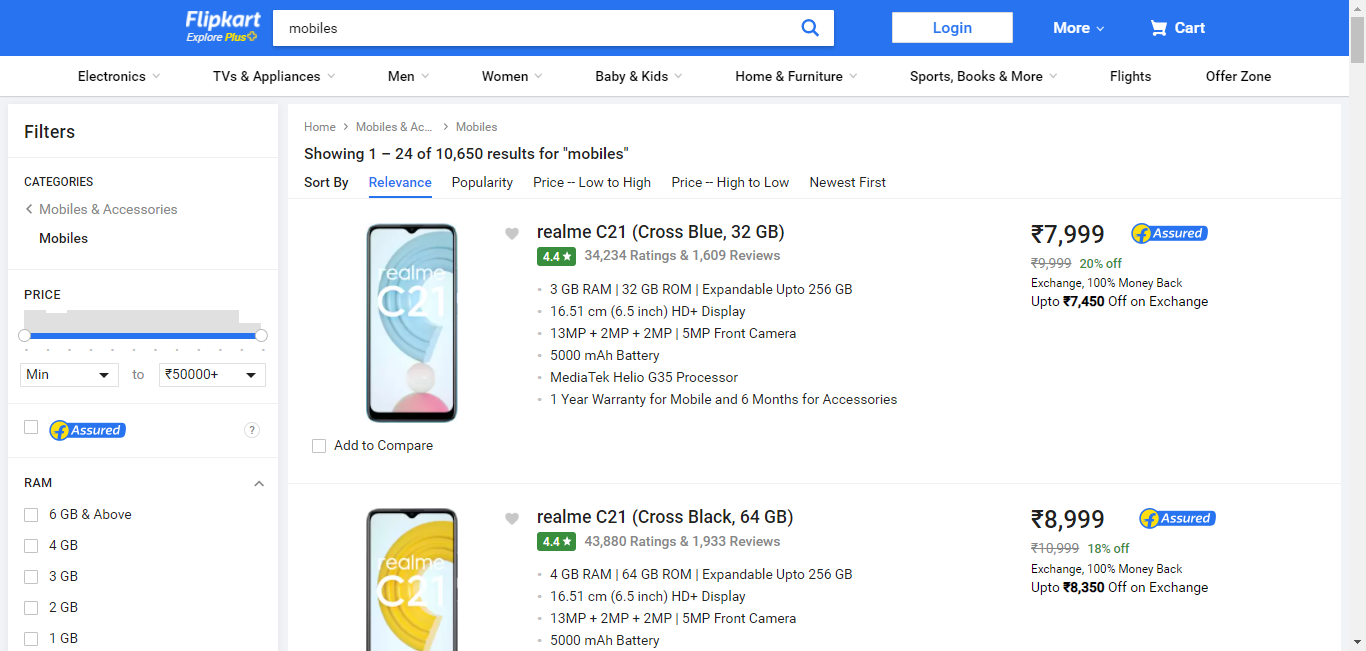 Flipkart
Explore Plus
mobiles
Login
More
Cart
Electronics
TVs & Appliances
Men
Women
Baby & Kids
Home & Furniture
Sports, Books & More
Flights
Offer Zone
Filters
CATEGORIES
Mobiles & Accessories
Mobiles
PRICE
Min
to
₹50000+
Assured
?
RAM
6 GB & Above
4 GB
3 GB
2 GB
1 GB
Home
Mobiles & Ac...
Mobiles
Showing 1 – 24 of 10,650 results for "mobiles"
Sort By
Relevance
Popularity
Price -- Low to High
Price -- High to Low
Newest First
realme
C21
Add to Compare
realme C21 (Cross Blue, 32 GB)
4.4★ 34,234 Ratings & 1,609 Reviews
3 GB RAM | 32 GB ROM | Expandable Upto 256 GB
16.51 cm (6.5 inch) HD+ Display
13MP + 2MP + 2MP | 5MP Front Camera
5000 mAh Battery
MediaTek Helio G35 Processor
1 Year Warranty for Mobile and 6 Months for Accessories
₹7,999
Assured
₹9,999 20% off
Exchange, 100% Money Back
Upto ₹7,450 Off on Exchange
realme
C21
realme C21 (Cross Black, 64 GB)
4.4★ 43,880 Ratings & 1,933 Reviews
4 GB RAM | 64 GB ROM | Expandable Upto 256 GB
16.51 cm (6.5 inch) HD+ Display
13MP + 2MP + 2MP | 5MP Front Camera
5000 mAh Battery
₹8,999
Assured
₹10,999 18% off
Exchange, 100% Money Back
Upto ₹8,350 Off on Exchange